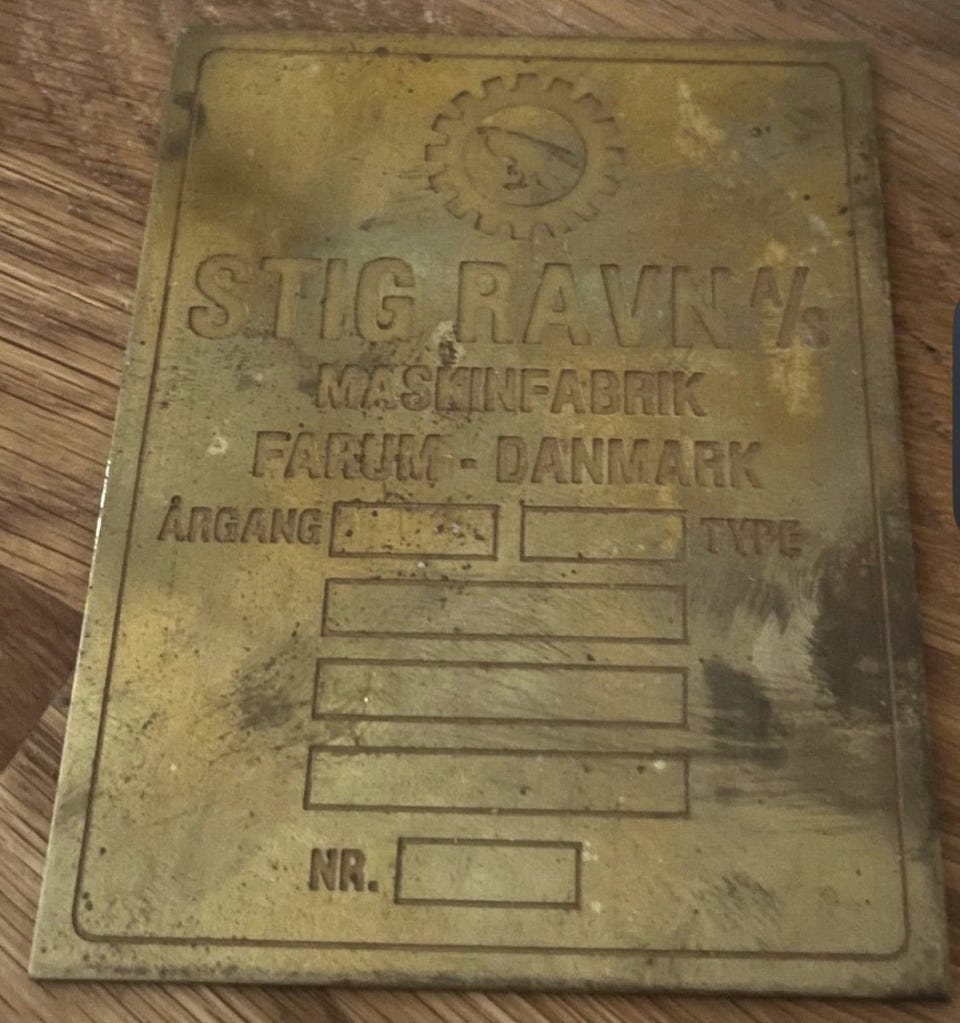 STIG RAVN A/S
MASKINFABRIK
FARUM - DANMARK
ÅRGANG TYPE
NR.